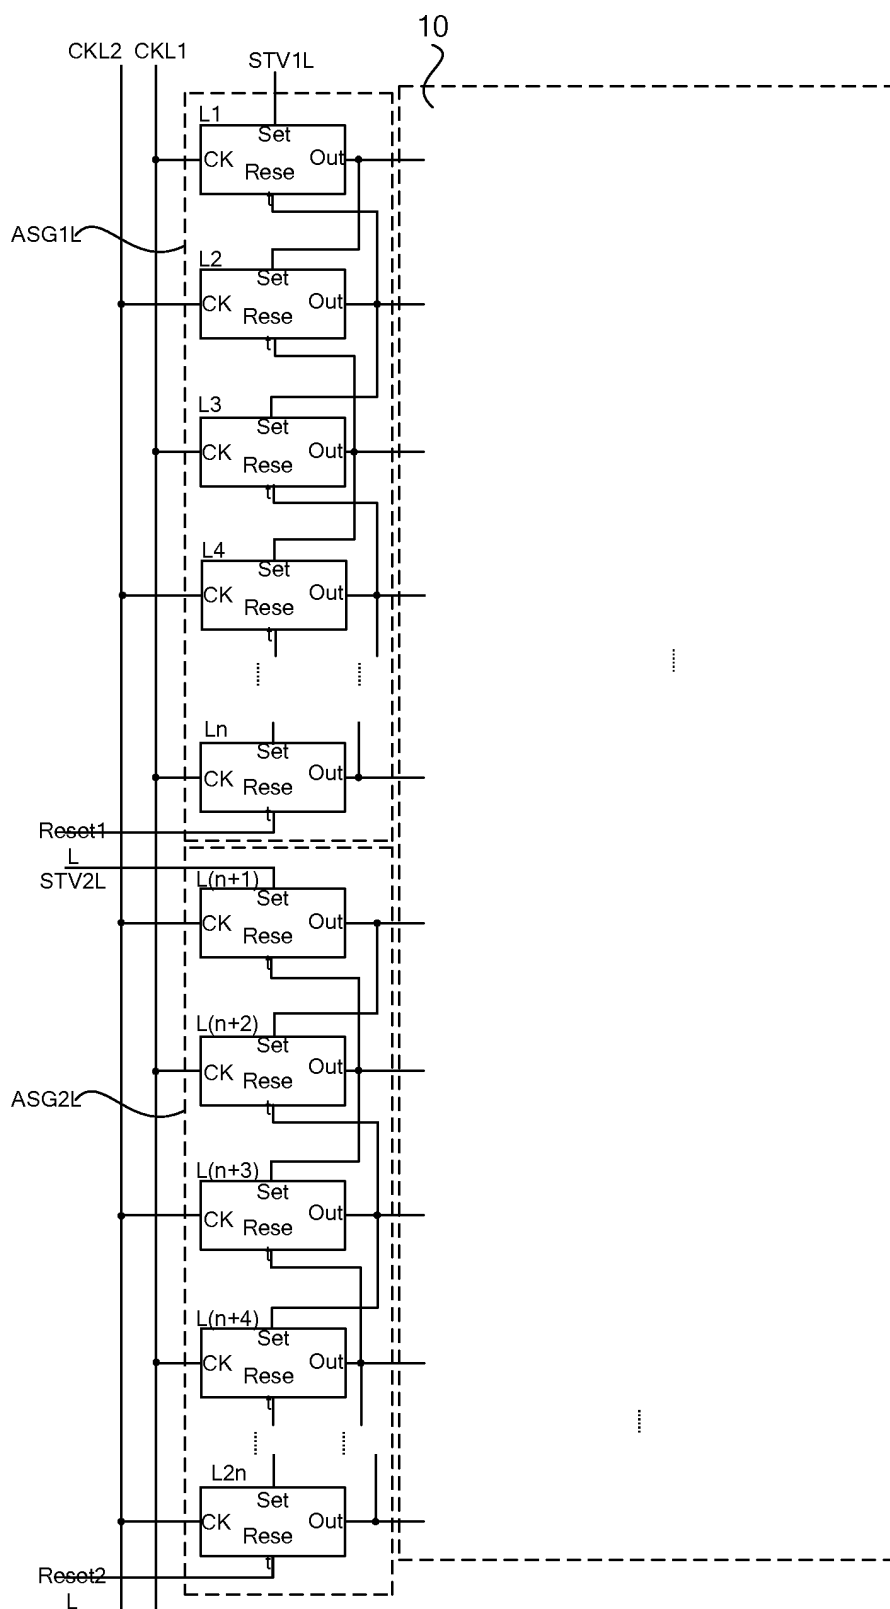 10
CKL2 CKL1
STV1L
L1
Set
CK
Out
Rese
t
ASG1L
L2
Set
CK
Out
Rese
t
L3
Set
CK
Out
Rese
t
L4
Set
CK
Out
Rese
t
Ln
Set
CK
Out
Rese
t
Reset1
L
STV2L
L(n+1)
Set
CK
Out
Rese
t
L(n+2)
Set
CK
Out
Rese
t
ASG2L
L(n+3)
Set
CK
Out
Rese
t
L(n+4)
Set
CK
Out
Rese
t
L2n
Set
CK
Out
Rese
t
Reset2
L